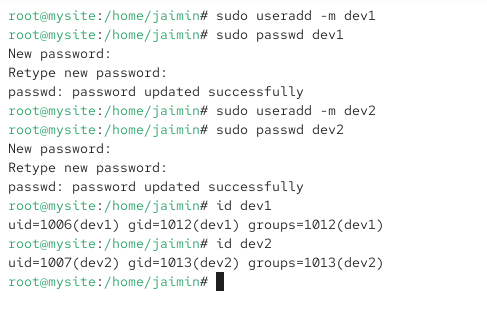 root@mysite:/home/jaimin# sudo useradd -m dev1
root@mysite:/home/jaimin# sudo passwd dev1
New password:
Retype new password:
passwd: password updated successfully
root@mysite:/home/jaimin# sudo useradd -m dev2
root@mysite:/home/jaimin# sudo passwd dev2
New password:
Retype new password:
passwd: password updated successfully
root@mysite:/home/jaimin# id dev1
uid=1006(dev1) gid=1012(dev1) groups=1012(dev1)
root@mysite:/home/jaimin# id dev2
uid=1007(dev2) gid=1013(dev2) groups=1013(dev2)
root@mysite:/home/jaimin#